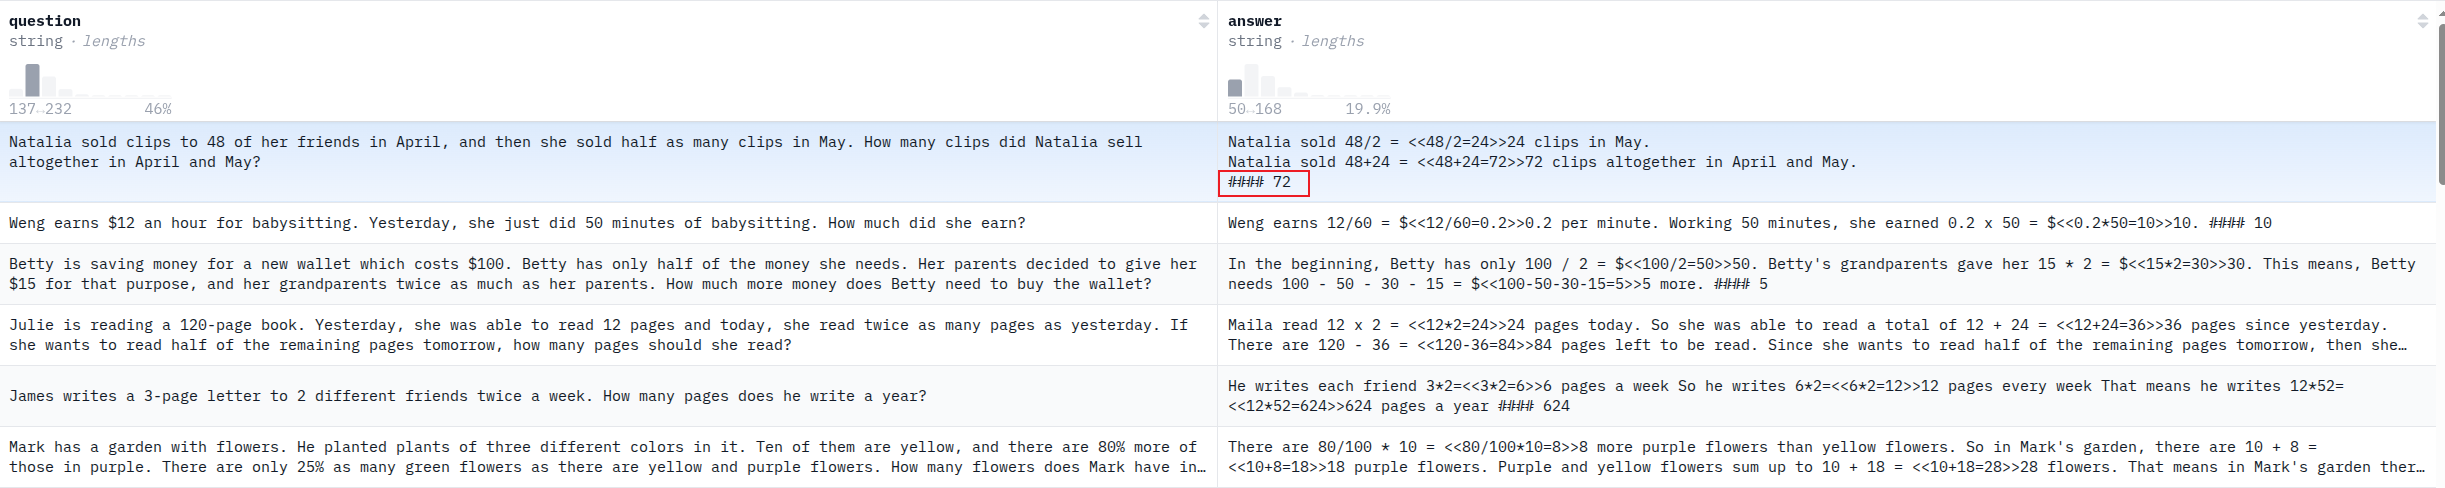 question
string · lengths
137↔232 46%
answer
string · lengths
50↔168 19.9%
Natalia sold clips to 48 of her friends in April, and then she sold half as many clips in May. How many clips did Natalia sell
altogether in April and May?
Natalia sold 48/2 = <<48/2=24>>24 clips in May.
Natalia sold 48+24 = <<48+24=72>>72 clips altogether in April and May.
#### 72
Weng earns $12 an hour for babysitting. Yesterday, she just did 50 minutes of babysitting. How much did she earn?
Weng earns 12/60 = $<<12/60=0.2>>0.2 per minute. Working 50 minutes, she earned 0.2 x 50 = $<<0.2*50=10>>10. #### 10
Betty is saving money for a new wallet which costs $100. Betty has only half of the money she needs. Her parents decided to give her
$15 for that purpose, and her grandparents twice as much as her parents. How much more money does Betty need to buy the wallet?
In the beginning, Betty has only 100 / 2 = $<<100/2=50>>50. Betty's grandparents gave her 15 * 2 = $<<15*2=30>>30. This means, Betty
needs 100 - 50 - 30 - 15 = $<<100-50-30-15=5>>5 more. #### 5
Julie is reading a 120-page book. Yesterday, she was able to read 12 pages and today, she read twice as many pages as yesterday. If
she wants to read half of the remaining pages tomorrow, how many pages should she read?
Maila read 12 x 2 = <<12*2=24>>24 pages today. So she was able to read a total of 12 + 24 = <<12+24=36>>36 pages since yesterday.
There are 120 - 36 = <<120-36=84>>84 pages left to be read. Since she wants to read half of the remaining pages tomorrow, then she…
James writes a 3-page letter to 2 different friends twice a week. How many pages does he write a year?
He writes each friend 3*2=<<3*2=6>>6 pages a week So he writes 6*2=<<6*2=12>>12 pages every week That means he writes 12*52=
<<12*52=624>>624 pages a year #### 624
Mark has a garden with flowers. He planted plants of three different colors in it. Ten of them are yellow, and there are 80% more of
those in purple. There are only 25% as many green flowers as there are yellow and purple flowers. How many flowers does Mark have in…
There are 80/100 * 10 = <<80/100*10=8>>8 more purple flowers than yellow flowers. So in Mark's garden, there are 10 + 8 =
<<10+8=18>>18 purple flowers. Purple and yellow flowers sum up to 10 + 18 = <<10+18=28>>28 flowers. That means in Mark's garden ther…